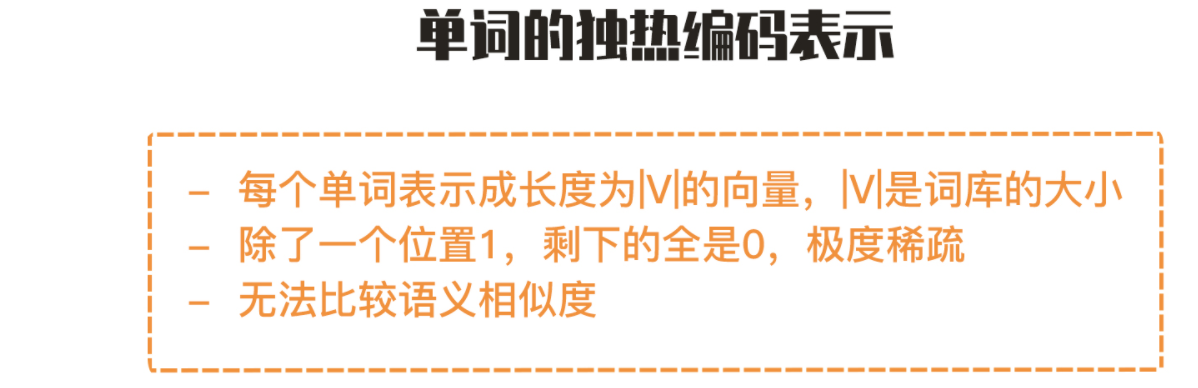 单词的独热编码表示
– 每个单词表示成长度为|V|的向量，|V|是词库的大小
– 除了一个位置1，剩下的全是0，极度稀疏
– 无法比较语义相似度